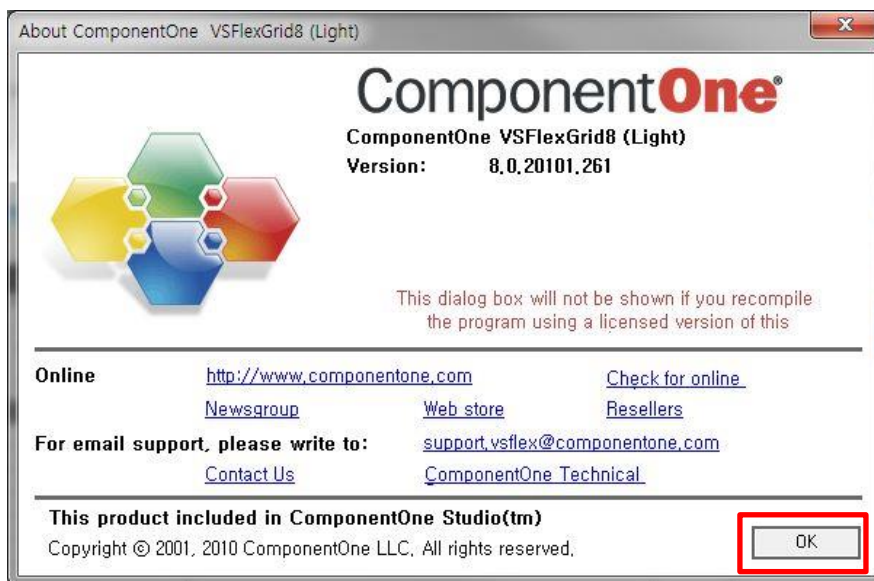 About ComponentOne VSFlexGrid8 (Light)
x
ComponentOne®
ComponentOne VSFlexGrid8 (Light)
Version: 8.0.20101.261
This dialog box will not be shown if you recompile
the program using a licensed version of this
Online http://www.componentone.com Check for online
Newsgroup Web store Resellers
For email support, please write to: support.vsflex@componentone.com
Contact Us ComponentOne Technical
This product included in ComponentOne Studio(tm)
Copyright © 2001, 2010 ComponentOne LLC. All rights reserved.
OK